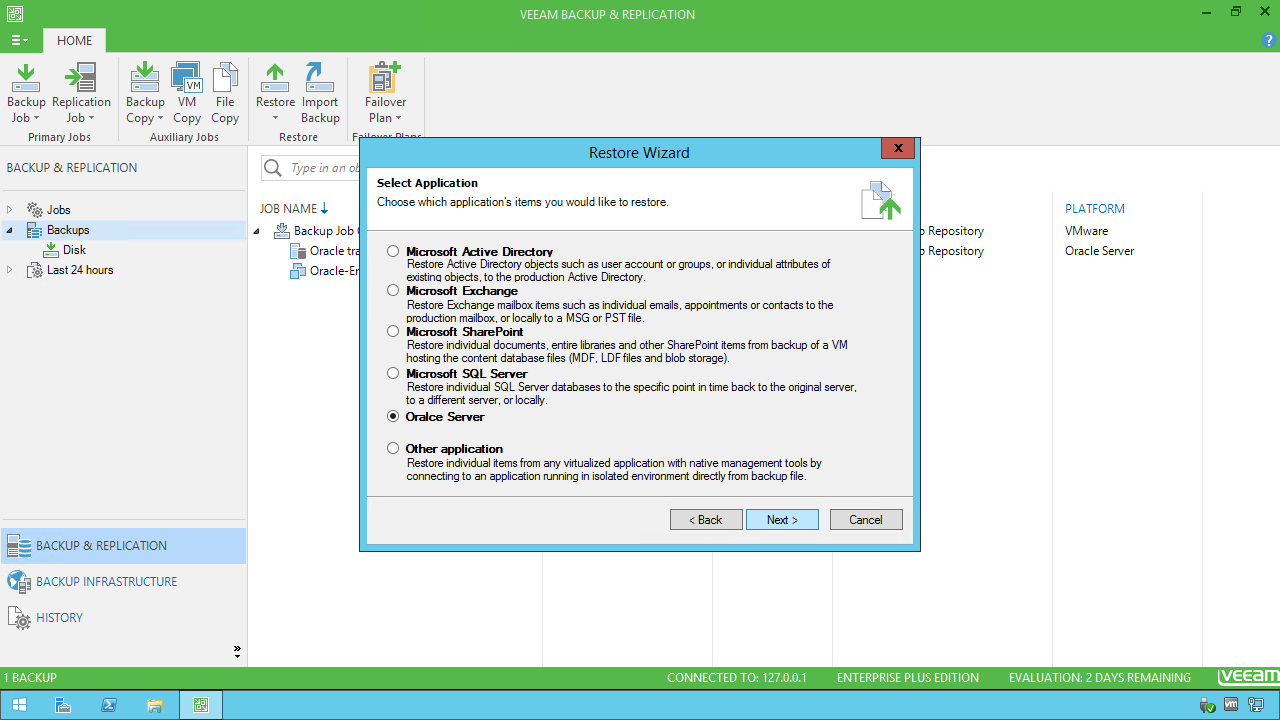 VEEAM BACKUP & REPLICATION
HOME
Backup Job
Replication Job
Backup Copy
VM Copy
File Copy
Restore
Import Backup
Failover Plan
Primary Jobs
Auxiliary Jobs
Restore
Failover Plans
BACKUP & REPLICATION
Jobs
Backups
Disk
Last 24 hours
Type in an ob
JOB NAME
PLATFORM
Backup Job
Repository
VMware
Oracle tra
Repository
Oracle Server
Oracle-En
Restore Wizard
Select Application
Choose which application's items you would like to restore.
Microsoft Active Directory
Restore Active Directory objects such as user account or groups, or individual attributes of
existing objects, to the production Active Directory.
Microsoft Exchange
Restore Exchange mailbox items such as individual emails, appointments or contacts to the
production mailbox, or locally to a MSG or PST file.
Microsoft SharePoint
Restore individual documents, entire libraries and other SharePoint items from backup of a VM
hosting the content database files (MDF, LDF files and blob storage).
Microsoft SQL Server
Restore individual SQL Server databases to the specific point in time back to the original server,
to a different server, or locally.
Oralce Server
Other application
Restore individual items from any virtualized application with native management tools by
connecting to an application running in isolated environment directly from backup file.
< Back
Next >
Cancel
BACKUP & REPLICATION
BACKUP INFRASTRUCTURE
HISTORY
1 BACKUP
CONNECTED TO: 127.0.0.1
ENTERPRISE PLUS EDITION
EVALUATION: 2 DAYS REMAINING
veeam